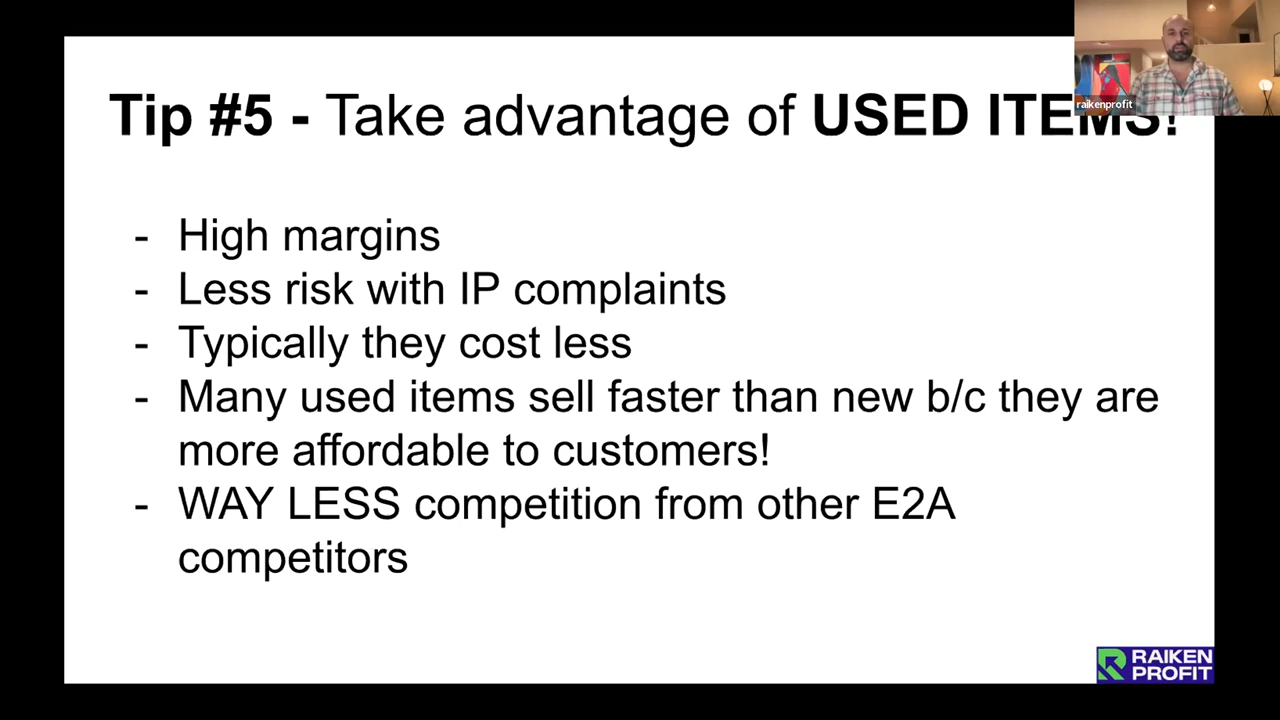 Tip #5 - Take advantage of USED ITEMS!
raikenprofit
- High margins
- Less risk with IP complaints
- Typically they cost less
- Many used items sell faster than new b/c they are
more affordable to customers!
- WAY LESS competition from other E2A
competitors
RAIKEN
PROFIT